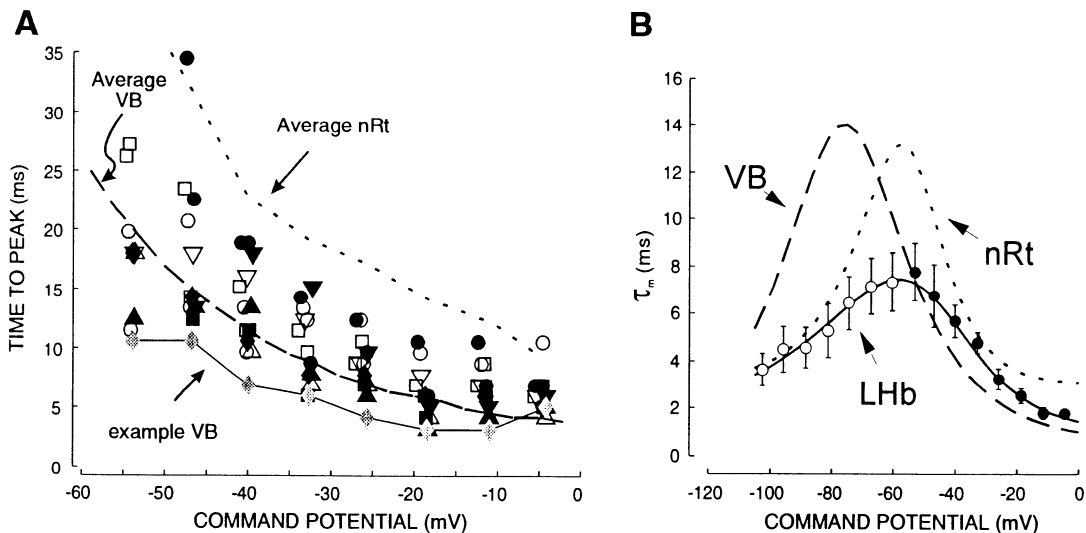 A
35
30
25
20
15
10
5
0
TIME TO PEAK (ms)
Average
VB
Average nRt
example VB
-60
-50
-40
-30
-20
-10
0
COMMAND POTENTIAL (mV)
B
16
14
12
10
8
6
4
2
0
τm (ms)
VB
nRt
LHb
-120
-100
-80
-60
-40
-20
0
COMMAND POTENTIAL (mV)